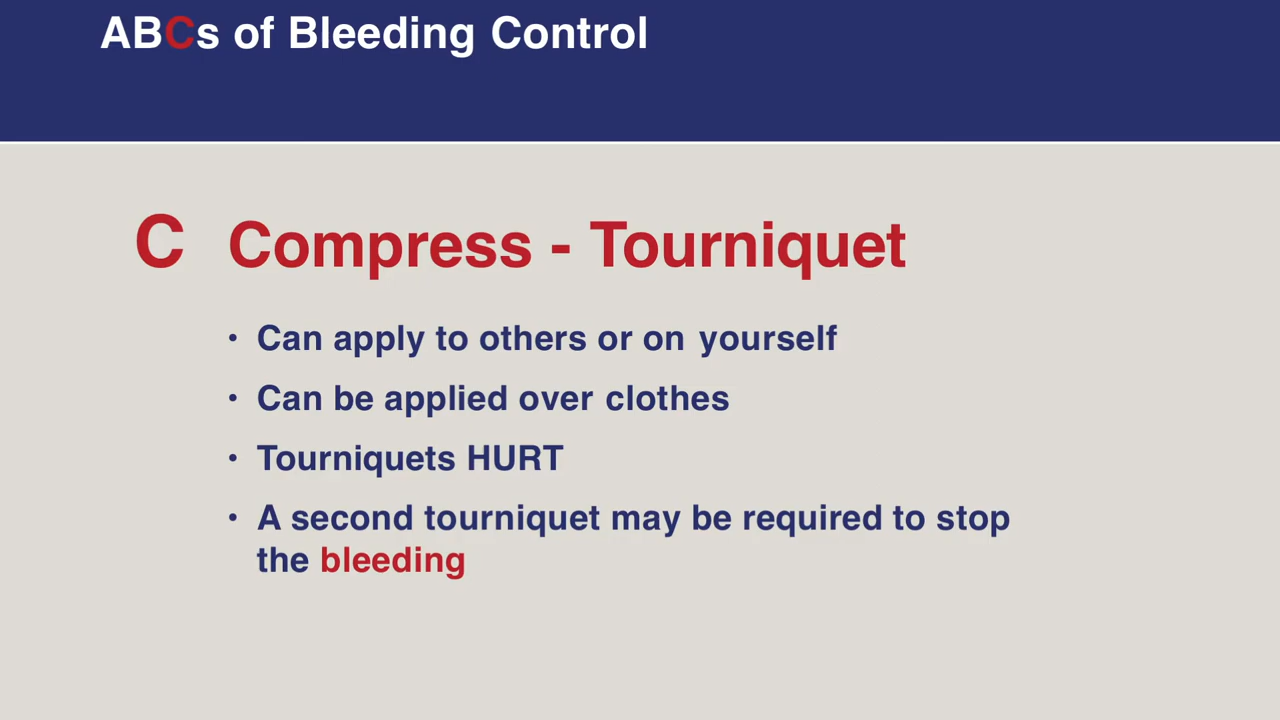 ABCs of Bleeding Control
C Compress - Tourniquet
• Can apply to others or on yourself
• Can be applied over clothes
• Tourniquets HURT
• A second tourniquet may be required to stop
the bleeding